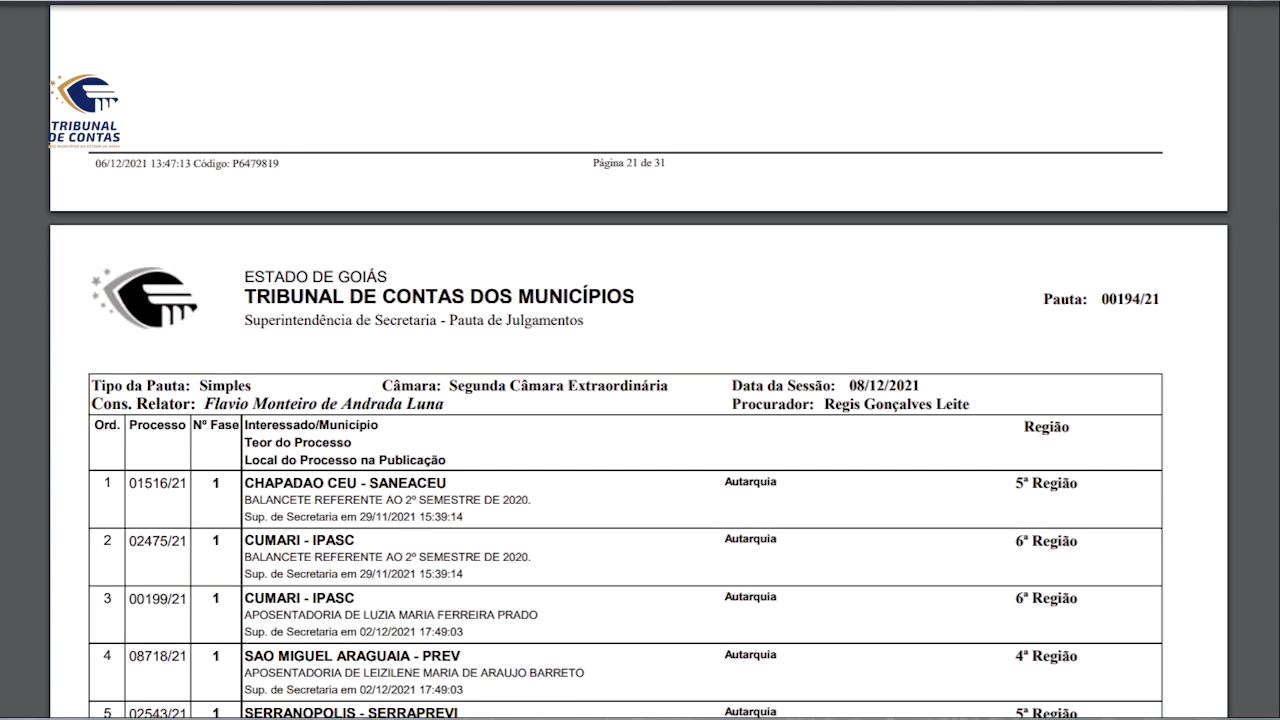 TRIBUNAL
DE CONTAS
DOS MUNICÍPIOS DO ESTADO DE GOIÁS
06/12/2021 13:47:13 Código: P6479819 Página 21 de 31
ESTADO DE GOIÁS
TRIBUNAL DE CONTAS DOS MUNICÍPIOS
Superintendência de Secretaria - Pauta de Julgamentos
Pauta: 00194/21
Tipo da Pauta: Simples Câmara: Segunda Câmara Extraordinária Data da Sessão: 08/12/2021
Cons. Relator: Flavio Monteiro de Andrada Luna Procurador: Regis Gonçalves Leite
Ord. Processo Nº Fase Interessado/Município Região
Teor do Processo
Local do Processo na Publicação
1 01516/21 1 CHAPADAO CEU - SANEACEU Autarquia 5ª Região
BALANCETE REFERENTE AO 2º SEMESTRE DE 2020.
Sup. de Secretaria em 29/11/2021 15:39:14
2 02475/21 1 CUMARI - IPASC Autarquia 6ª Região
BALANCETE REFERENTE AO 2º SEMESTRE DE 2020.
Sup. de Secretaria em 29/11/2021 15:39:14
3 00199/21 1 CUMARI - IPASC Autarquia 6ª Região
APOSENTADORIA DE LUZIA MARIA FERREIRA PRADO
Sup. de Secretaria em 02/12/2021 17:49:03
4 08718/21 1 SAO MIGUEL ARAGUAIA - PREV Autarquia 4ª Região
APOSENTADORIA DE LEIZILENE MARIA DE ARAUJO BARRETO
Sup. de Secretaria em 02/12/2021 17:49:03
5 02543/21 1 SERRANOPOLIS - SERRAPREVI Autarquia 5ª Região